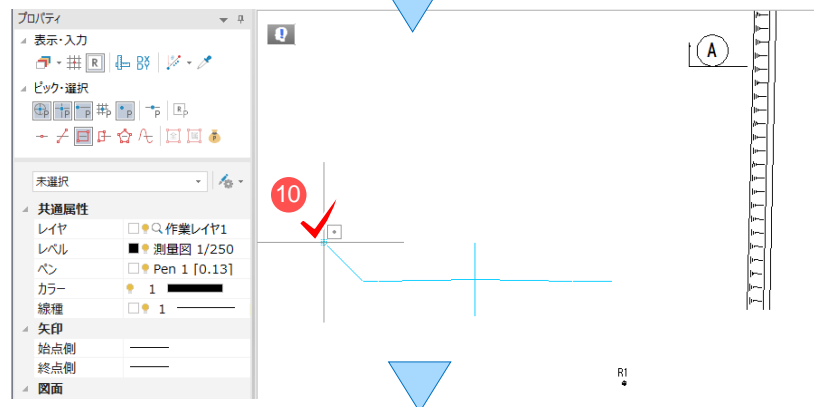 プロパティ
表示・入力
R
DX
DY
ピック・選択
P P P P P P R P
P
未選択
共通属性
レイヤ 作業レイヤ1
レベル 測量図 1/250
ペン Pen 1 [0.13]
カラー 1
線種 1
矢印
始点側
終点側
図面
10
A
R1